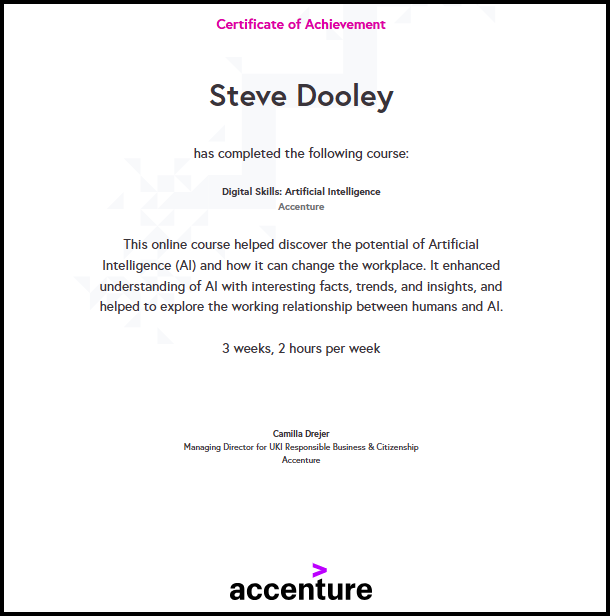 Certificate of Achievement
Steve Dooley
has completed the following course:
Digital Skills: Artificial Intelligence
Accenture
This online course helped discover the potential of Artificial
Intelligence (AI) and how it can change the workplace. It enhanced
understanding of AI with interesting facts, trends, and insights, and
helped to explore the working relationship between humans and AI.
3 weeks, 2 hours per week
Camilla Drejer
Managing Director for UKI Responsible Business & Citizenship
Accenture
accenture